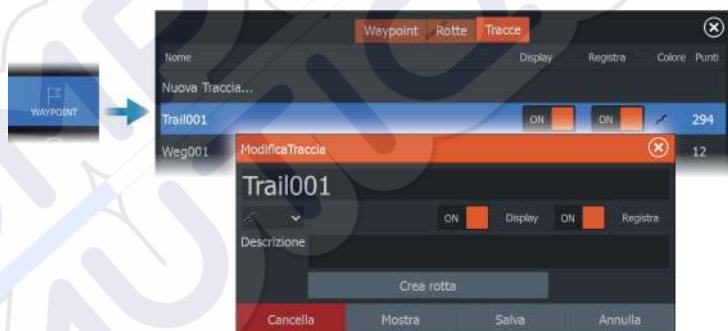 Waypoint Rotte Tracce
Nome Display Registra Colore Punti
Nuova Traccia...
WAYPOINT
Trail001 ON ON 294
Weg001 12
ModificaTraccia
Trail001
ON Display ON Registra
Descrizione
Crea rotta
Cancella Mostra Salva Annulla